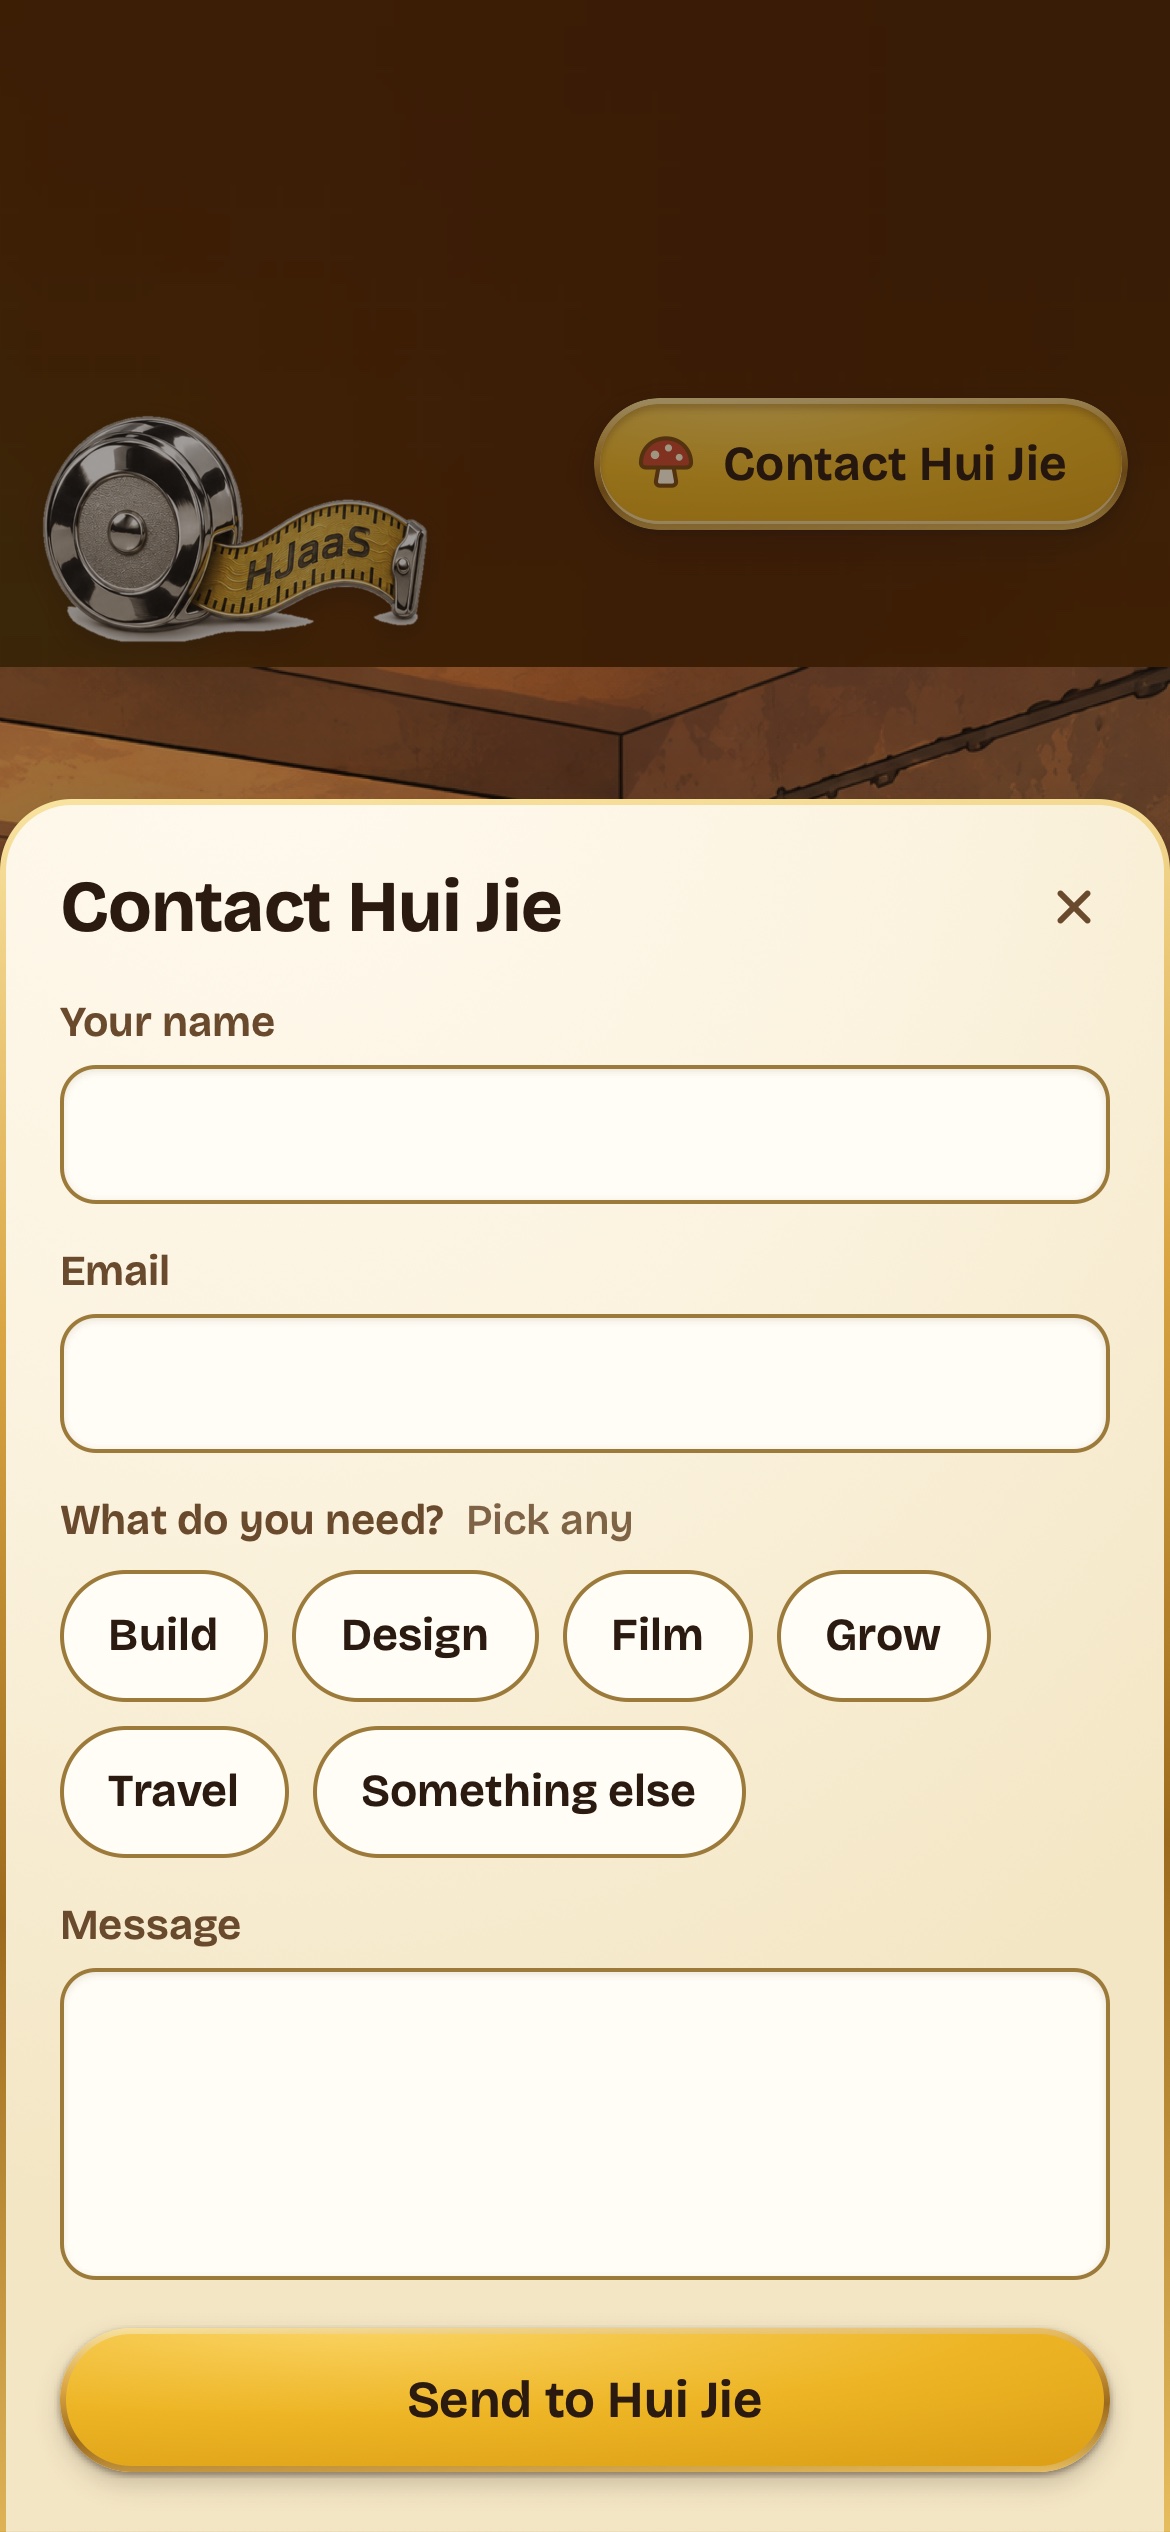 Contact Hui Jie
HJaaS
Contact Hui Jie
Your name
Email
What do you need? Pick any
Build Design Film Grow
Travel Something else
Message
Send to Hui Jie